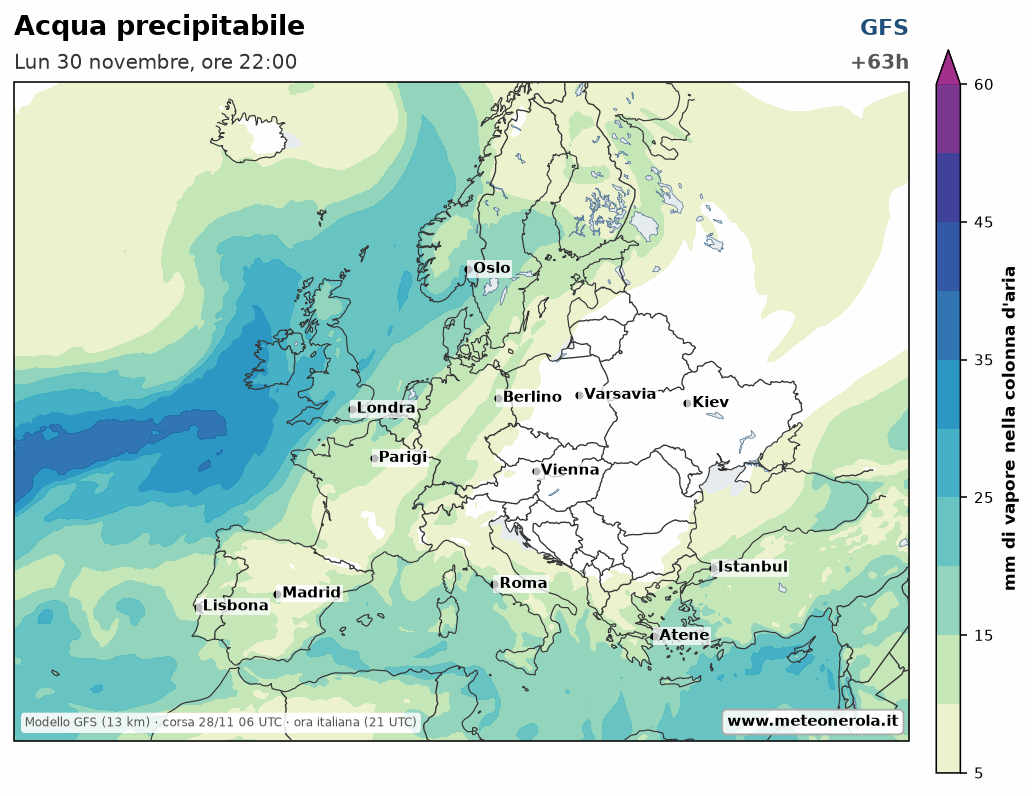 Acqua precipitabile
GFS
Lun 30 novembre, ore 22:00
+63h
60
45
35
25
15
5
mm di vapore nella colonna d'aria
Oslo
Londra
Berlino
Varsavia
Kiev
Parigi
Vienna
Istanbul
Roma
Madrid
Lisbona
Atene
Modello GFS (13 km) · corsa 28/11 06 UTC · ora italiana (21 UTC)
www.meteonerola.it